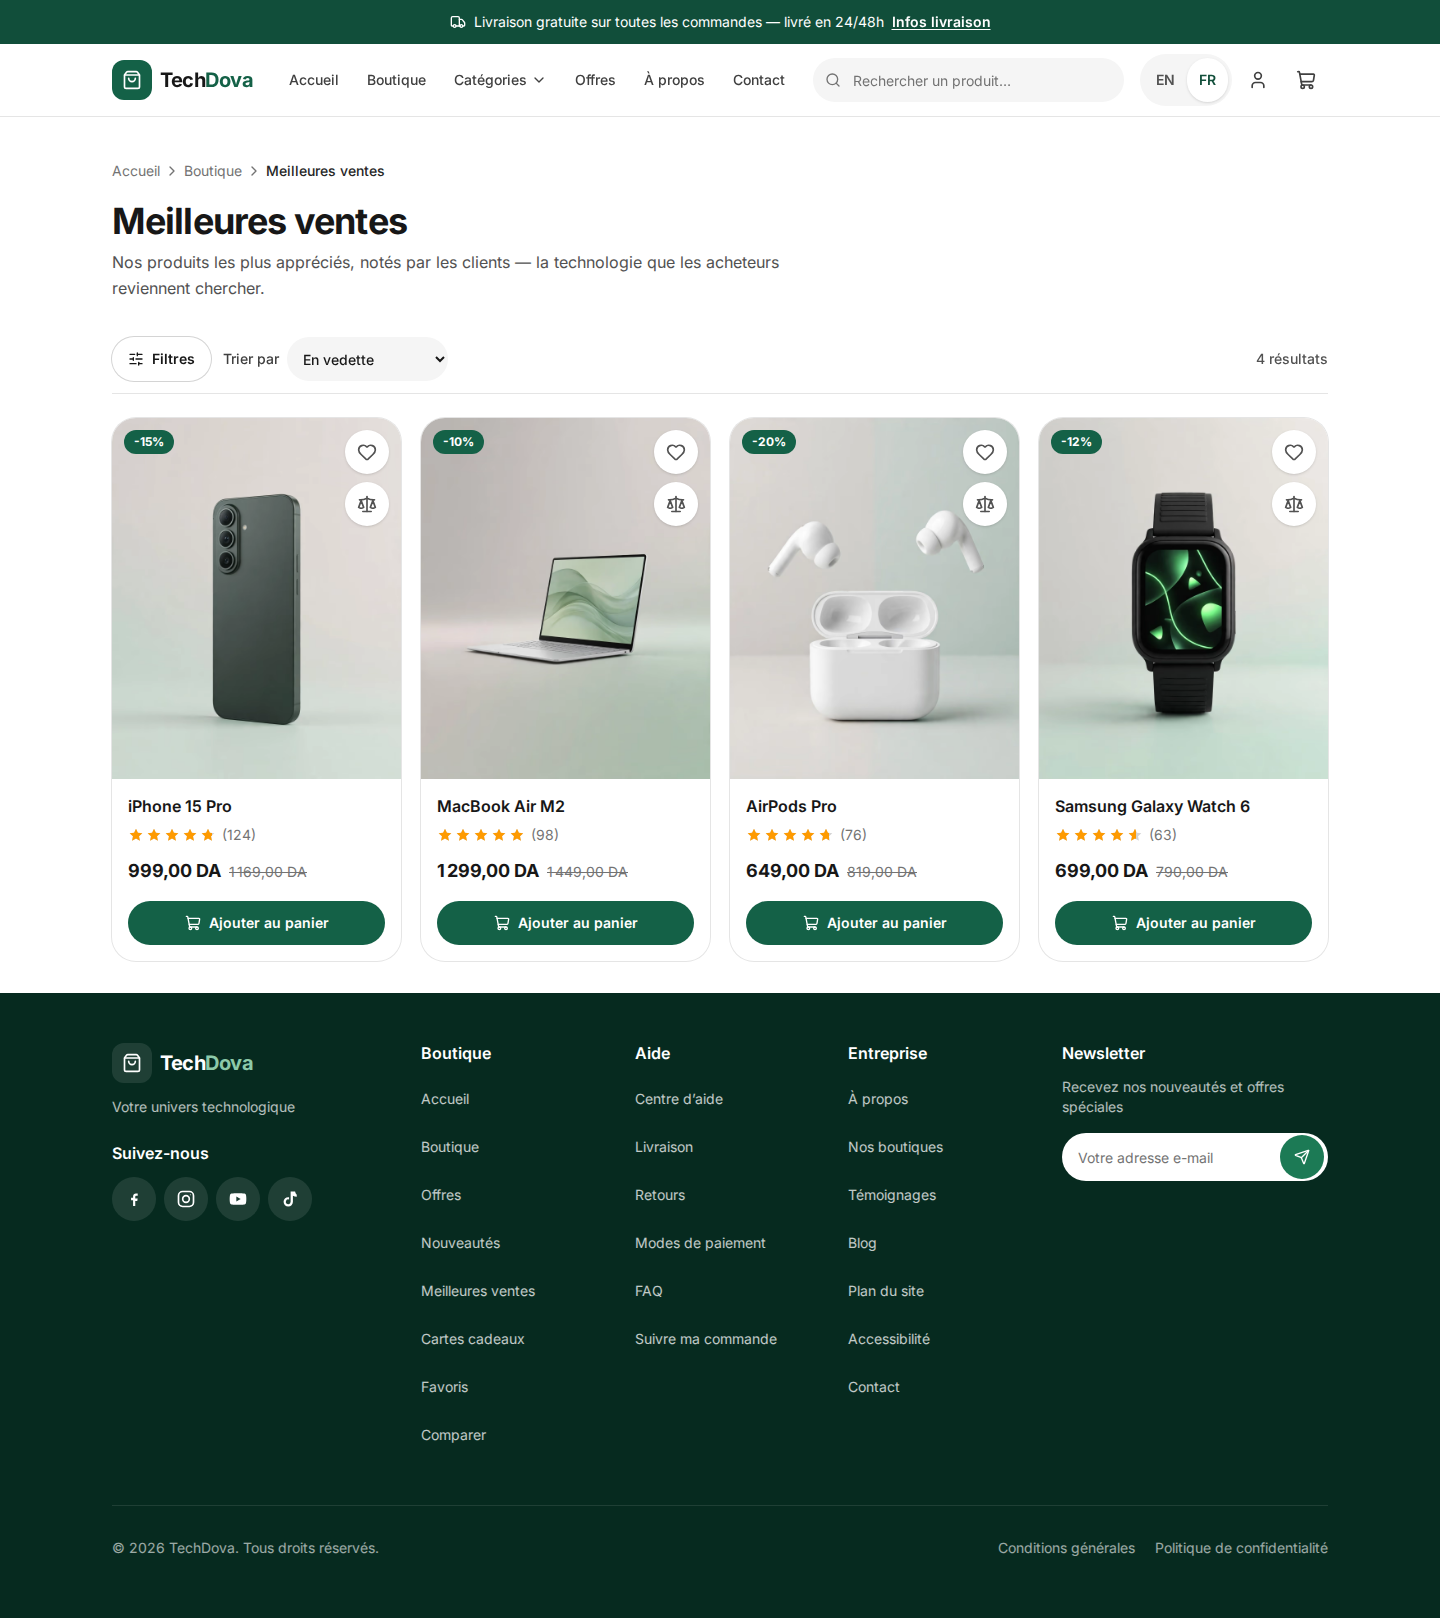 Livraison gratuite sur toutes les commandes — livré en 24/48h Infos livraison
TechDova
Accueil
Boutique
Catégories
Offres
À propos
Contact
Rechercher un produit...
EN
FR
Accueil > Boutique > Meilleures ventes
Meilleures ventes
Nos produits les plus appréciés, notés par les clients — la technologie que les acheteurs
reviennent chercher.
Filtres
Trier par
En vedette
4 résultats
-15%
iPhone 15 Pro
(124)
999,00 DA 1 169,00 DA
Ajouter au panier
-10%
MacBook Air M2
(98)
1 299,00 DA 1 449,00 DA
Ajouter au panier
-20%
AirPods Pro
(76)
649,00 DA 819,00 DA
Ajouter au panier
-12%
Samsung Galaxy Watch 6
(63)
699,00 DA 790,00 DA
Ajouter au panier
TechDova
Votre univers technologique
Suivez-nous
Boutique
Accueil
Boutique
Offres
Nouveautés
Meilleures ventes
Cartes cadeaux
Favoris
Comparer
Aide
Centre d’aide
Livraison
Retours
Modes de paiement
FAQ
Suivre ma commande
Entreprise
À propos
Nos boutiques
Témoignages
Blog
Plan du site
Accessibilité
Contact
Newsletter
Recevez nos nouveautés et offres
spéciales
Votre adresse e-mail
© 2026 TechDova. Tous droits réservés.
Conditions générales
Politique de confidentialité